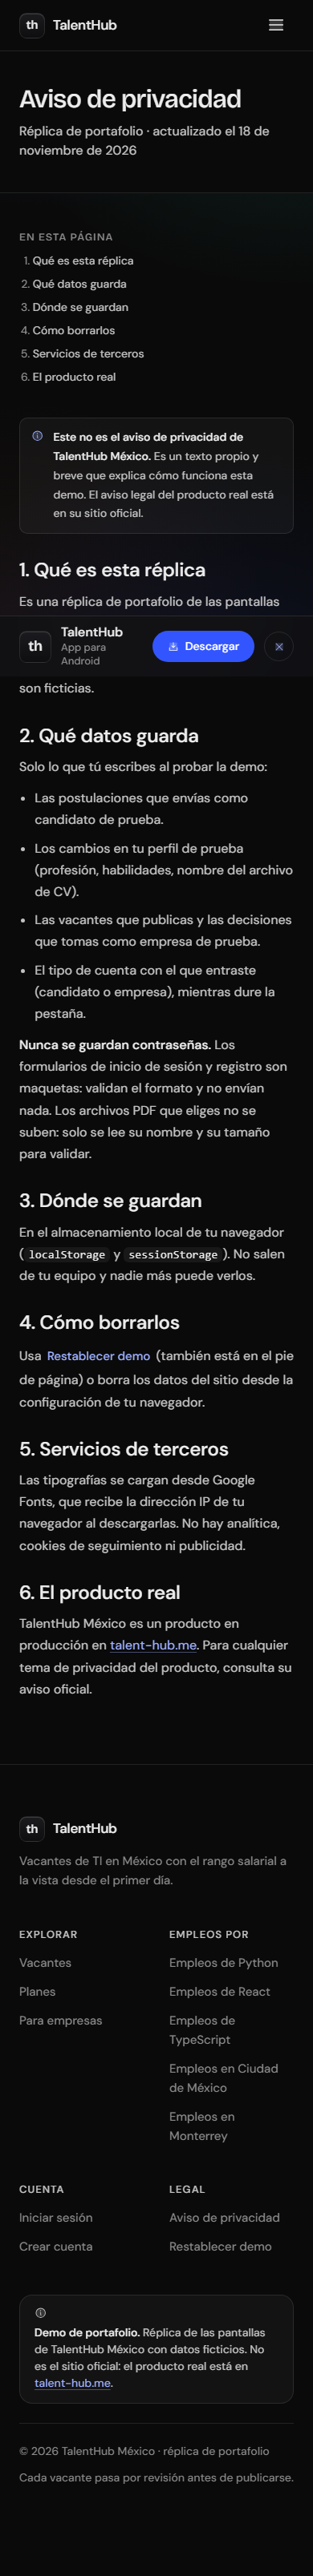 th TalentHub
Aviso de privacidad
Réplica de portafolio · actualizado el 18 de
noviembre de 2026
EN ESTA PÁGINA
1. Qué es esta réplica
2. Qué datos guarda
3. Dónde se guardan
4. Cómo borrarlos
5. Servicios de terceros
6. El producto real
Este no es el aviso de privacidad de
TalentHub México. Es un texto propio y
breve que explica cómo funciona esta
demo. El aviso legal del producto real está
en su sitio oficial.
1. Qué es esta réplica
Es una réplica de portafolio de las pantallas
th TalentHub
App para
Android
Descargar
son ficticias.
2. Qué datos guarda
Solo lo que tú escribes al probar la demo:
• Las postulaciones que envías como
candidato de prueba.
• Los cambios en tu perfil de prueba
(profesión, habilidades, nombre del archivo
de CV).
• Las vacantes que publicas y las decisiones
que tomas como empresa de prueba.
• El tipo de cuenta con el que entraste
(candidato o empresa), mientras dure la
pestaña.
Nunca se guardan contraseñas. Los
formularios de inicio de sesión y registro son
maquetas: validan el formato y no envían
nada. Los archivos PDF que eliges no se
suben: solo se lee su nombre y su tamaño
para validar.
3. Dónde se guardan
En el almacenamiento local de tu navegador
(localStorage y sessionStorage). No salen
de tu equipo y nadie más puede verlos.
4. Cómo borrarlos
Usa Restablecer demo (también está en el pie
de página) o borra los datos del sitio desde la
configuración de tu navegador.
5. Servicios de terceros
Las tipografías se cargan desde Google
Fonts, que recibe la dirección IP de tu
navegador al descargarlas. No hay analítica,
cookies de seguimiento ni publicidad.
6. El producto real
TalentHub México es un producto en
producción en talent-hub.me. Para cualquier
tema de privacidad del producto, consulta su
aviso oficial.
th TalentHub
Vacantes de TI en México con el rango salarial a
la vista desde el primer día.
EXPLORAR
Vacantes
Planes
Para empresas
EMPLEOS POR
Empleos de Python
Empleos de React
Empleos de
TypeScript
Empleos en Ciudad
de México
Empleos en
Monterrey
CUENTA
Iniciar sesión
Crear cuenta
LEGAL
Aviso de privacidad
Restablecer demo
Demo de portafolio. Réplica de las pantallas
de TalentHub México con datos ficticios. No
es el sitio oficial: el producto real está en
talent-hub.me.
© 2026 TalentHub México · réplica de portafolio
Cada vacante pasa por revisión antes de publicarse.